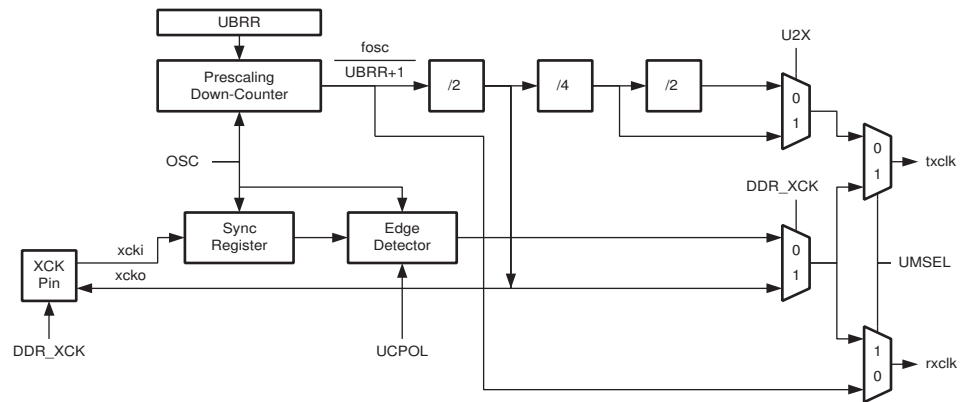 UBRR
fosc
U2X
Prescaling
Down-Counter
UBRR+1
/2
/4
/2
0
1
OSC
0
1
txclk
DDR_XCK
Sync
Register
Edge
Detector
xcki
0
1
XCK
Pin
xcko
UMSEL
DDR_XCK
UCPOL
1
0
rxclk